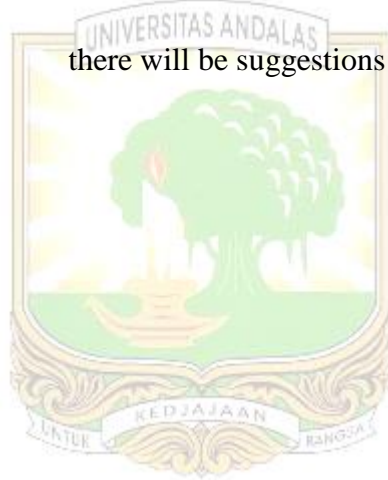 UNIVERSITAS ANDALAS
there will be suggestions
KEDJAJAAN
UNTUK
BANGSA